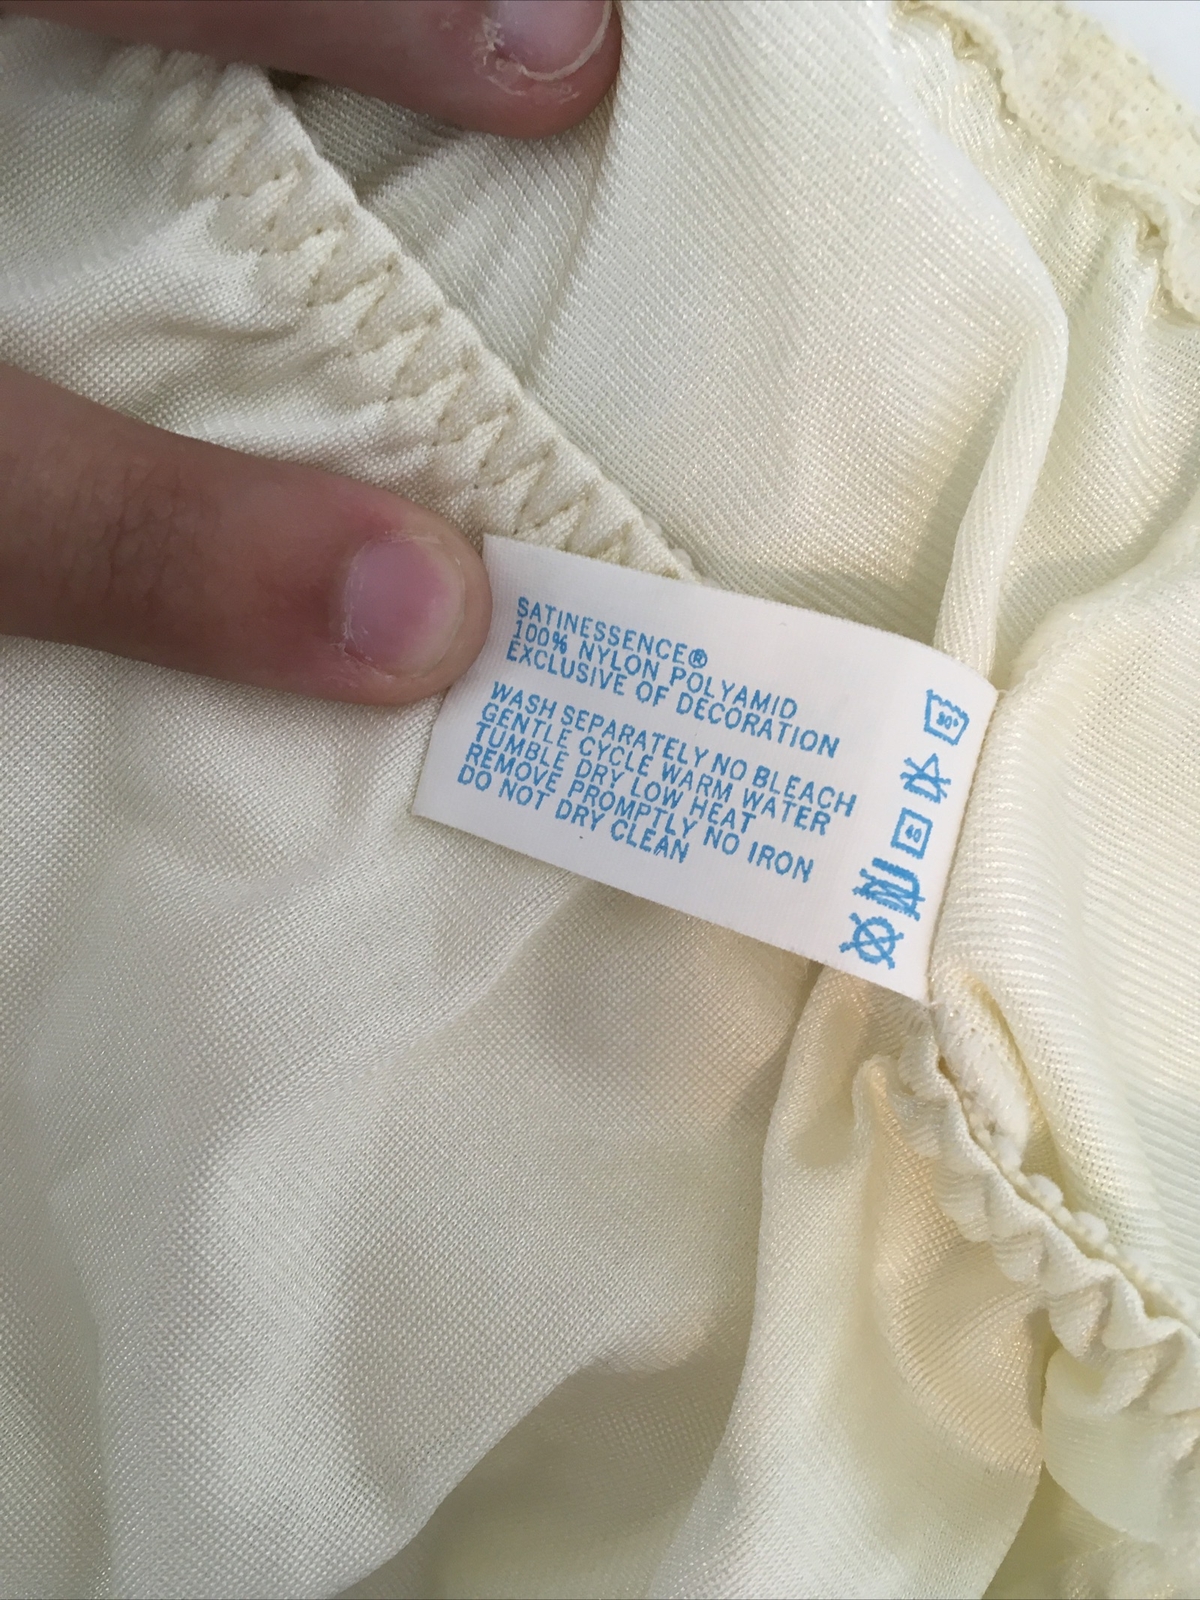 SATINESSENCE®
100% NYLON POLYAMID
EXCLUSIVE OF DECORATION
WASH SEPARATELY NO BLEACH
GENTLE CYCLE WARM WATER
TUMBLE DRY LOW HEAT
REMOVE PROMPTLY NO IRON
DO NOT DRY CLEAN